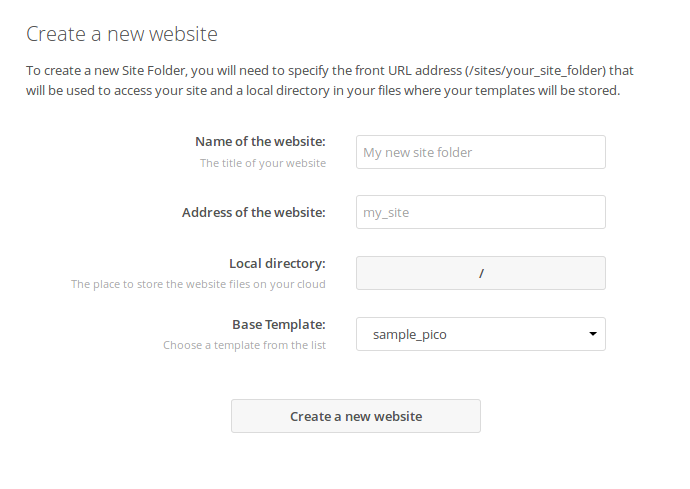 Create a new website
To create a new Site Folder, you will need to specify the front URL address (/sites/your_site_folder) that
will be used to access your site and a local directory in your files where your templates will be stored.
Name of the website:
My new site folder
The title of your website
Address of the website:
my_site
Local directory:
/
The place to store the website files on your cloud
Base Template:
sample_pico
Choose a template from the list
Create a new website